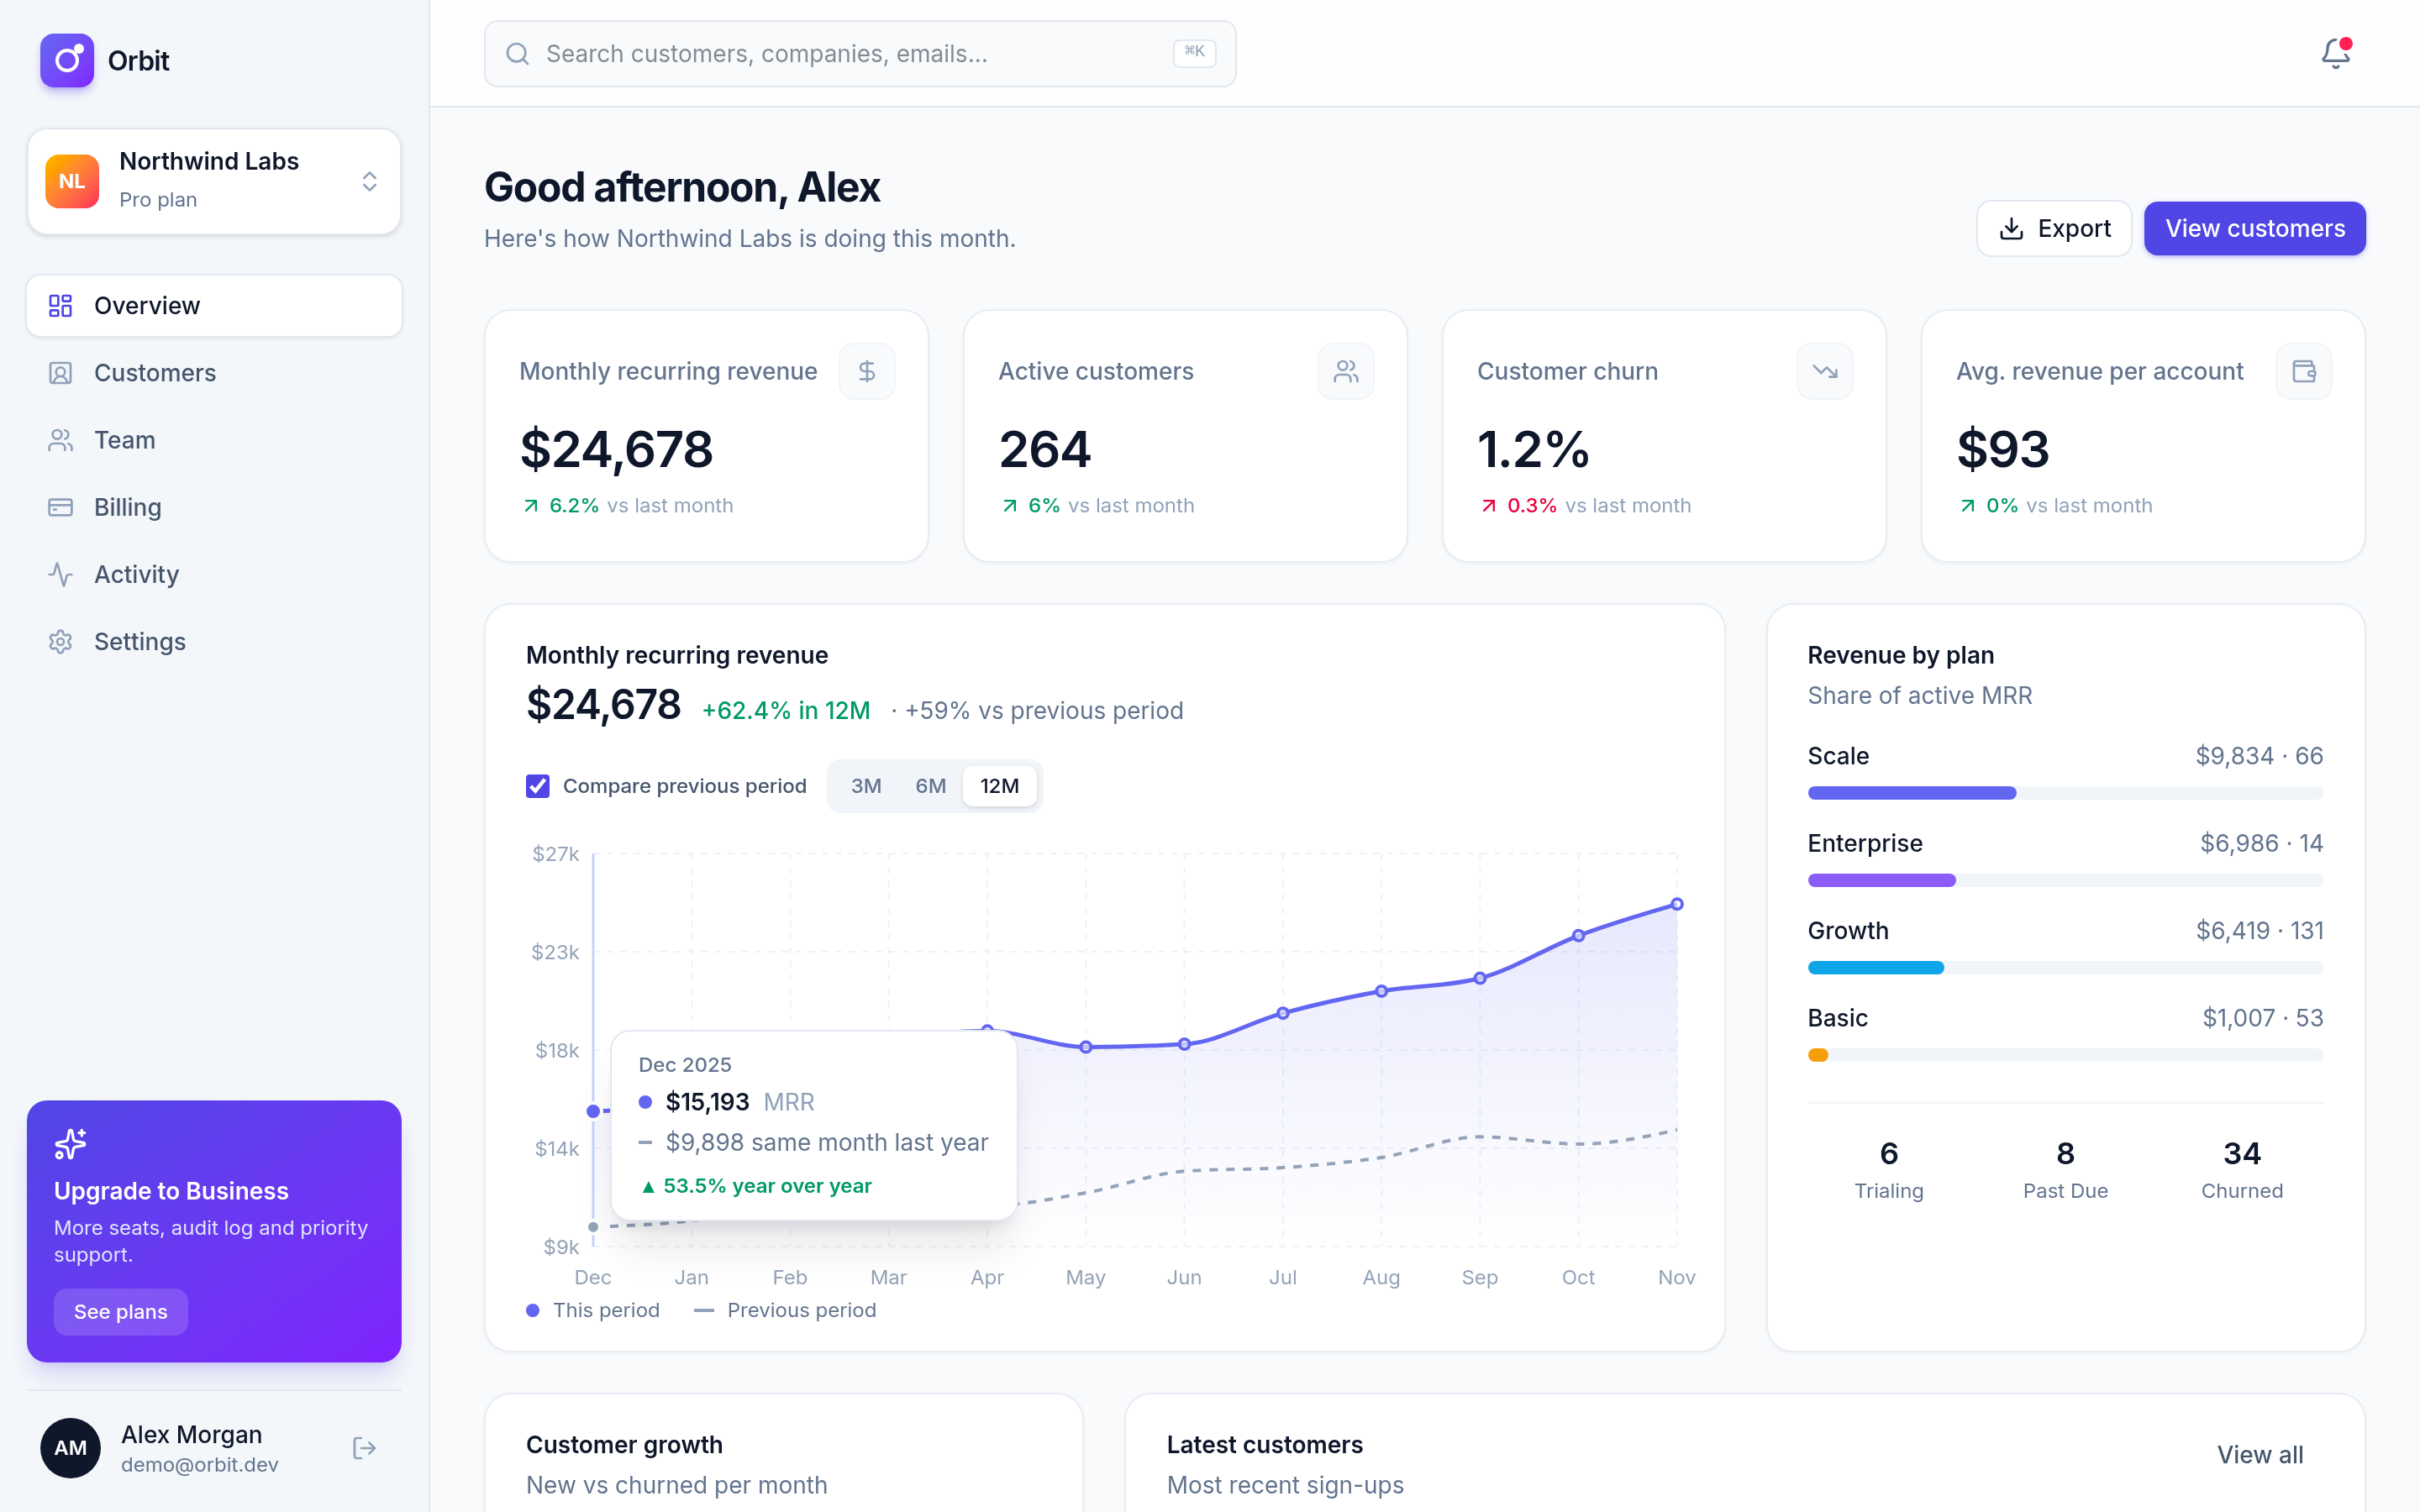 Orbit
NL
Northwind Labs
Pro plan
Overview
Customers
Team
Billing
Activity
Settings
Upgrade to Business
More seats, audit log and priority
support.
See plans
AM
Alex Morgan
demo@orbit.dev
Search customers, companies, emails...
⌘K
Good afternoon, Alex
Here's how Northwind Labs is doing this month.
Export
View customers
Monthly recurring revenue
$24,678
6.2% vs last month
Active customers
264
6% vs last month
Customer churn
1.2%
0.3% vs last month
Avg. revenue per account
$93
0% vs last month
Monthly recurring revenue
$24,678 +62.4% in 12M · +59% vs previous period
Compare previous period 3M 6M 12M
$27k
$23k
$18k
$14k
$9k
Dec 2025
$15,193 MRR
$9,898 same month last year
▲ 53.5% year over year
Dec Jan Feb Mar Apr May Jun Jul Aug Sep Oct Nov
This period Previous period
Revenue by plan
Share of active MRR
Scale $9,834 · 66
Enterprise $6,986 · 14
Growth $6,419 · 131
Basic $1,007 · 53
6 8 34
Trialing Past Due Churned
Customer growth
New vs churned per month
Latest customers
Most recent sign-ups
View all